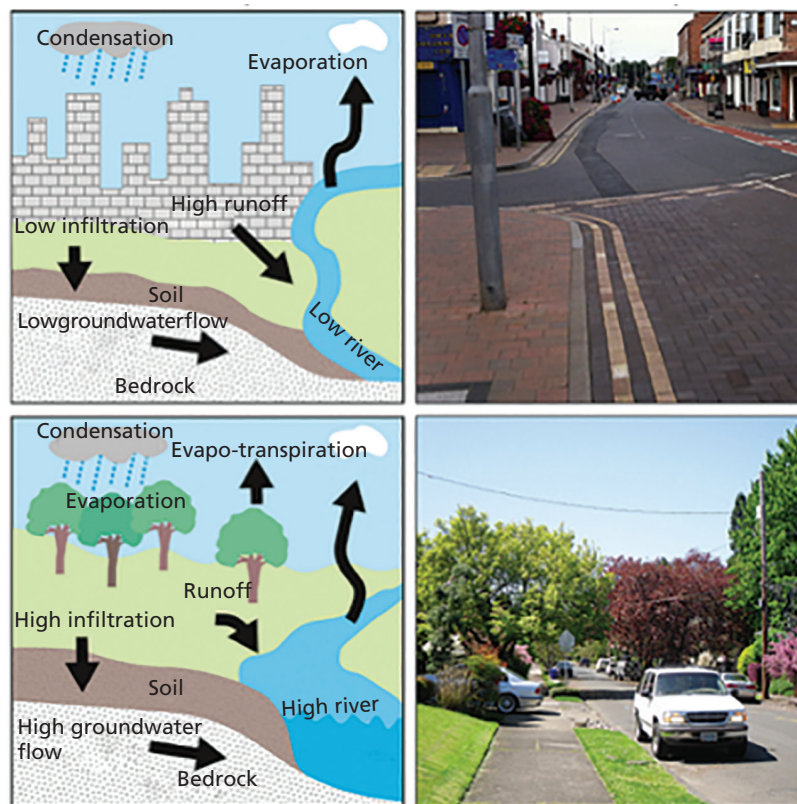 Condensation
Evaporation
High runoff
Low infiltration
Soil
Lowgroundwaterflow
Low river
Bedrock
Condensation
Evapo-transpiration
Evaporation
Runoff
High infiltration
Soil
High river
High groundwater
flow
Bedrock